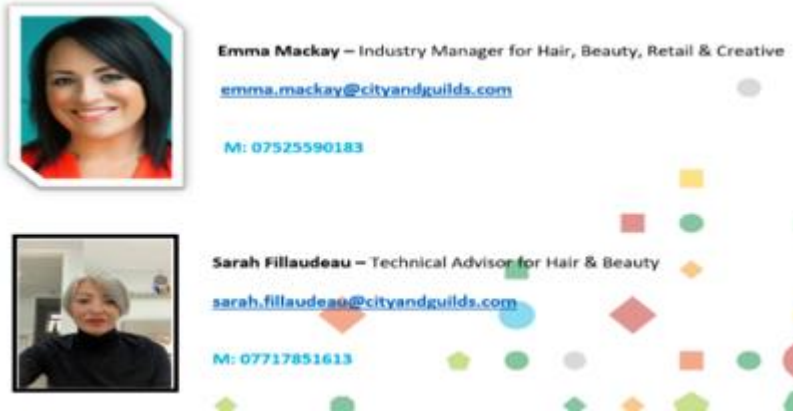 Emma Mackay – Industry Manager for Hair, Beauty, Retail & Creative
emma.mackay@cityandguilds.com
M: 07525590183
Sarah Fillaudeau – Technical Advisor for Hair & Beauty
sarah.fillaudeau@cityandguilds.com
M: 07717851613